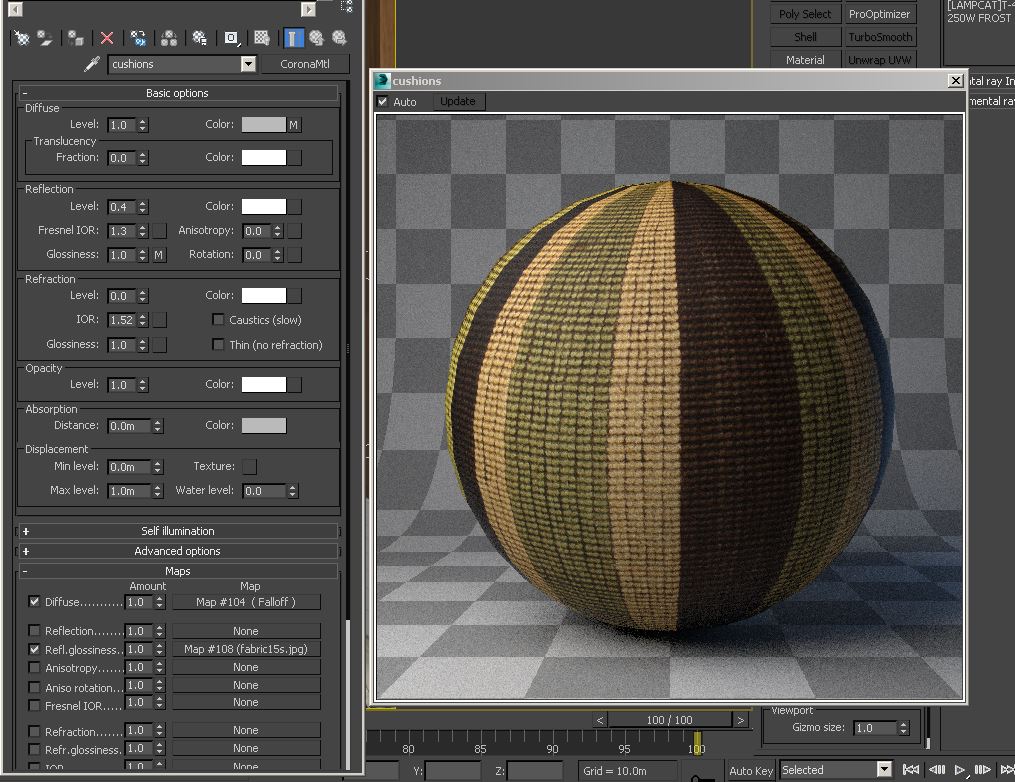 cushions
CoronaMtl
- Basic options
Diffuse
Level: 1.0 Color: M
Translucency
Fraction: 0.0 Color:
Reflection
Level: 0.4 Color:
Fresnel IOR: 1.3 Anisotropy: 0.0
Glossiness: 1.0 M Rotation: 0.0
Refraction
Level: 0.0 Color:
IOR: 1.52 Caustics (slow)
Glossiness: 1.0 Thin (no refraction)
Opacity
Level: 1.0 Color:
Absorption
Distance: 0.0m Color:
Displacement
Min level: 0.0m Texture:
Max level: 1.0m Water level: 0.0
+ Self illumination
+ Advanced options
- Maps
Amount Map
Diffuse........... 1.0 Map #104 ( Falloff )
Reflection....... 1.0 None
Refl.glossiness.. 1.0 Map #108 (fabric15s.jpg)
Anisotropy...... 1.0 None
Aniso rotation... 1.0 None
Fresnel IOR..... 1.0 None
Refraction....... 1.0 None
Refr.glossiness. 1.0 None
IOR 1.0 None
cushions
Auto Update
Poly Select ProOptimizer
Shell TurboSmooth
Material Unwrap UVW
[LAMPCAT]T-4
250W FROST
tal ray In
mental ray
Viewport
Gizmo size: 1.0
< 100 / 100 >
80 85 90 95 100
Y: Z: Grid = 10.0m Auto Key Selected